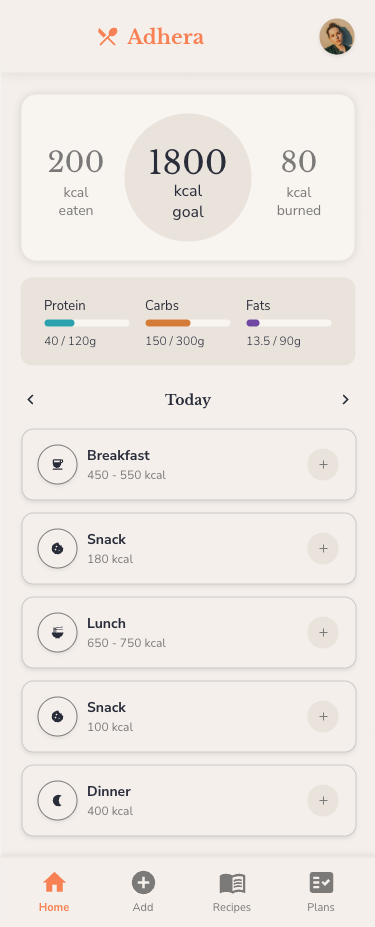 Adhera
200
kcal
eaten
1800
kcal
goal
80
kcal
burned
Protein
40 / 120g
Carbs
150 / 300g
Fats
13.5 / 90g
Today
Breakfast
450 - 550 kcal
Snack
180 kcal
Lunch
650 - 750 kcal
Snack
100 kcal
Dinner
400 kcal
Home
Add
Recipes
Plans